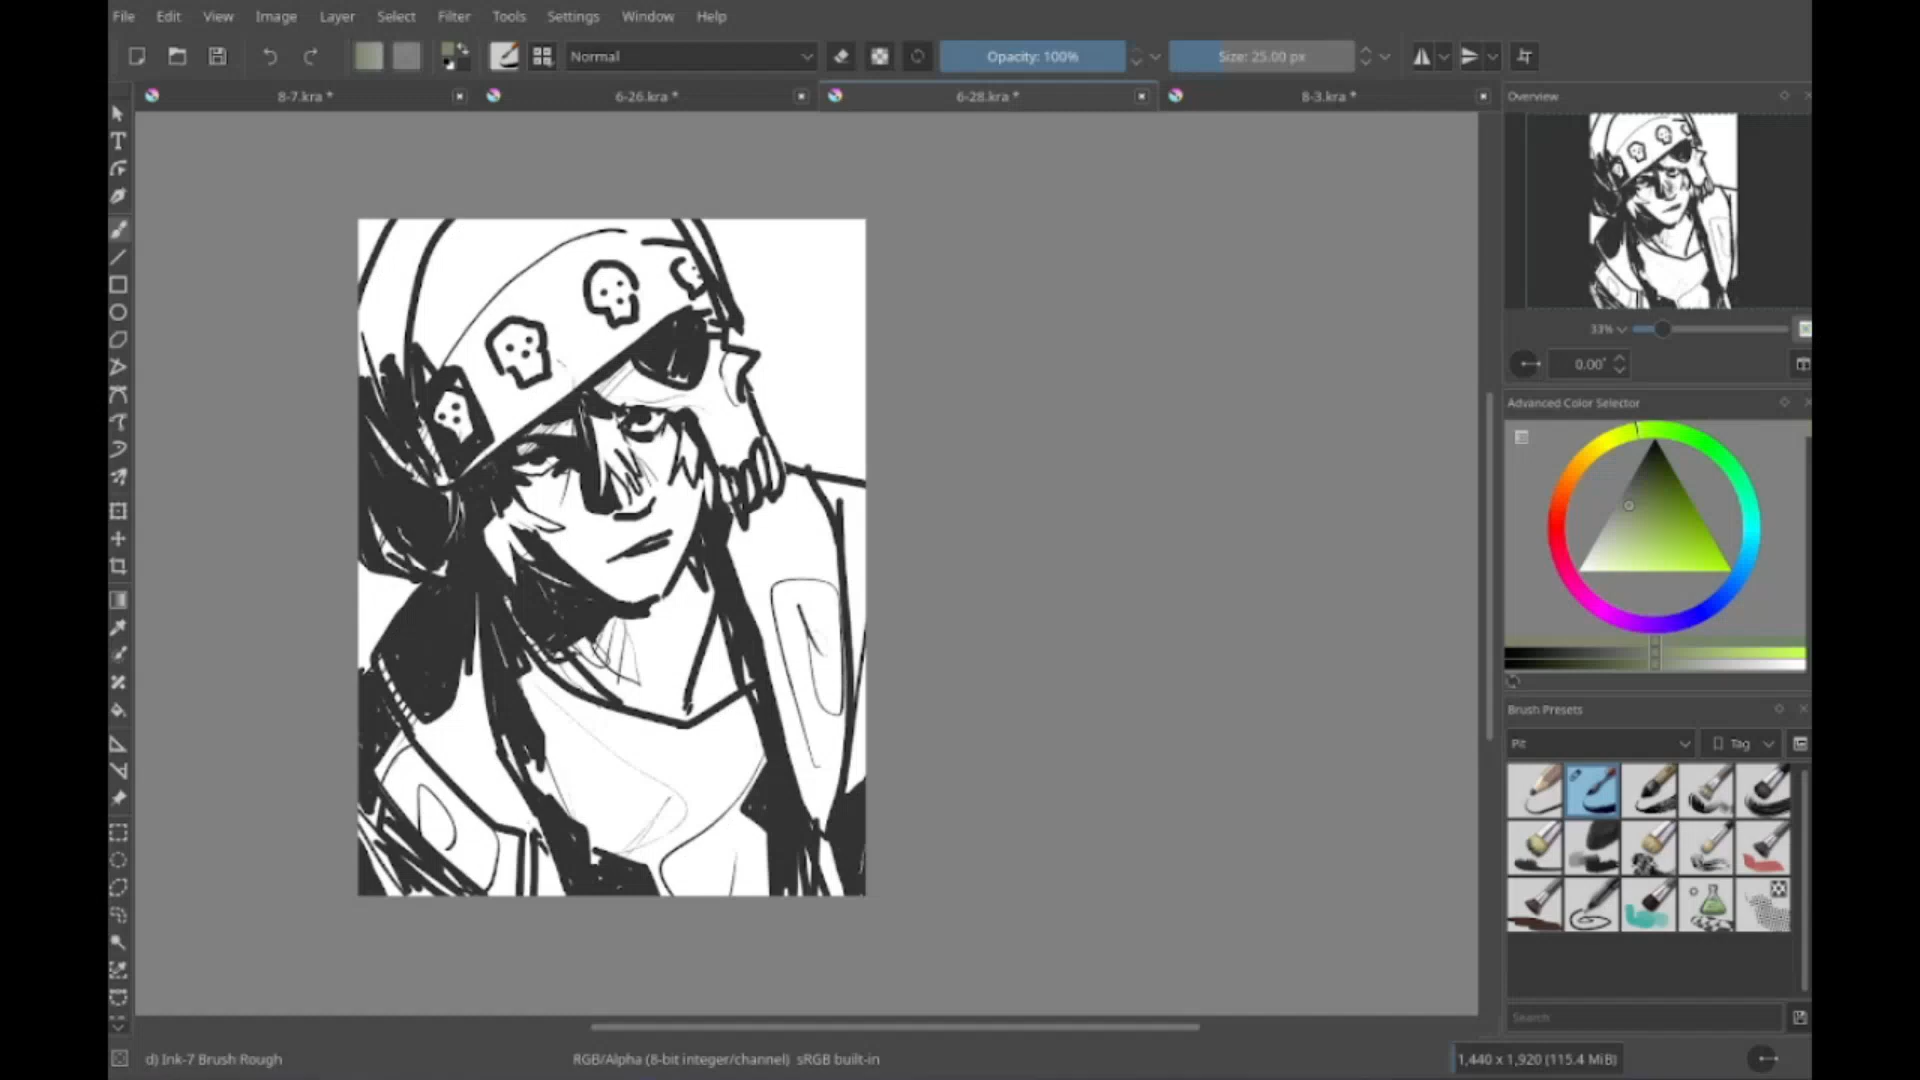 File Edit View Image Layer Select Filter Tools Settings Window Help
Normal Opacity: 100% Size: 25.00 px
8-7.kra * 6-26.kra * 6-28.kra * 8-3.kra * Overview
33%
0.00°
Advanced Color Selector
Brush Presets
Pit Tag
Search
d) Ink-7 Brush Rough RGB/Alpha (8-bit integer/channel) sRGB built-in 1,440 x 1,920 (115.4 MiB)